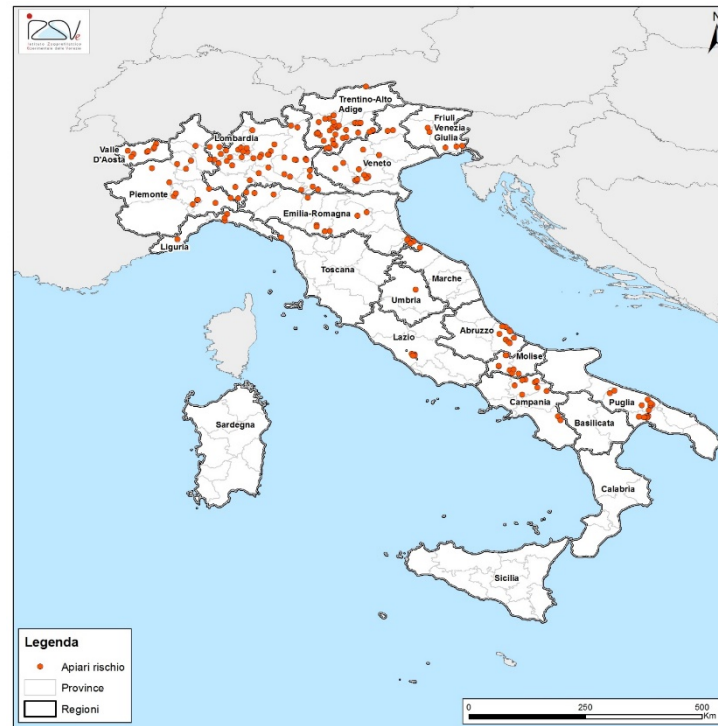 IZSVe
Istituto Zooprofilattico
Sperimentale delle Venezie
N
Trentino-Alto
Adige
Friuli
Venezia
Giulia
Lombardia
Valle
D'Aosta
Veneto
Piemonte
Emilia-Romagna
Liguria
Toscana
Marche
Umbria
Abruzzo
Lazio
Molise
Puglia
Campania
Basilicata
Sardegna
Calabria
Sicilia
Legenda
Apiari rischio
Province
Regioni
0 250 500
Km